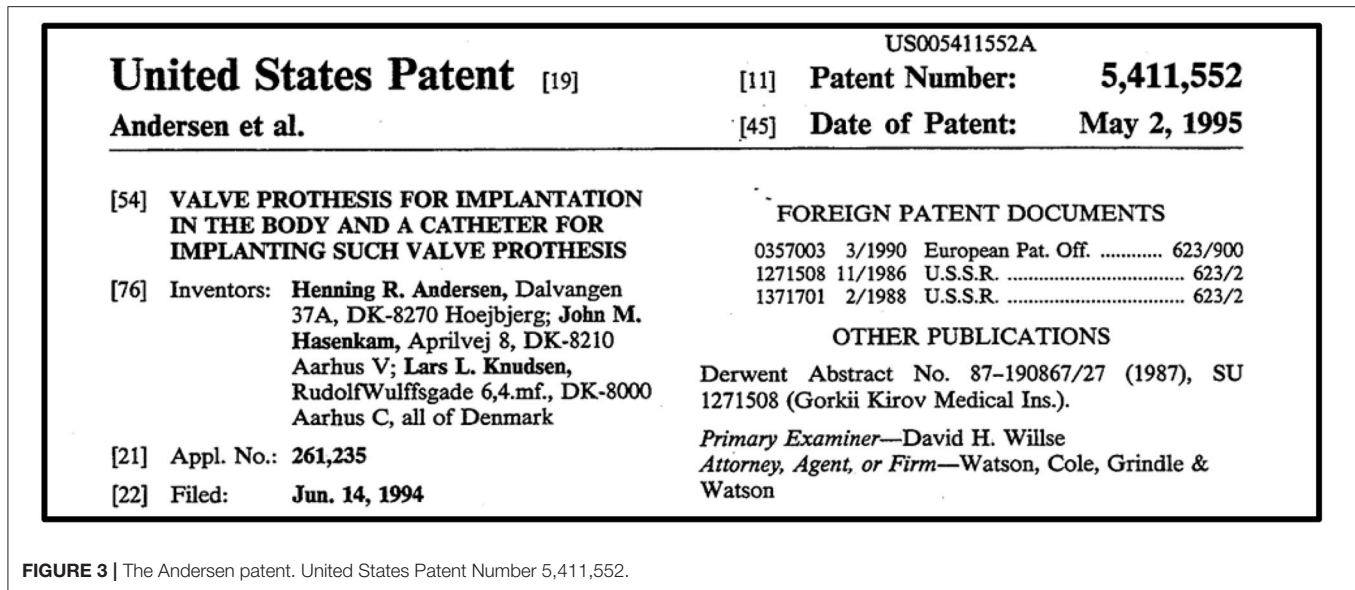 US005411552A
United States Patent [19]
Andersen et al.
[11] Patent Number: 5,411,552
[45] Date of Patent: May 2, 1995
[54] VALVE PROTHESIS FOR IMPLANTATION
IN THE BODY AND A CATHETER FOR
IMPLANTING SUCH VALVE PROTHESIS
[76] Inventors: Henning R. Andersen, Dalvangen
37A, DK-8270 Hoejbjerg; John M.
Hasenkam, Aprilvej 8, DK-8210
Aarhus V; Lars L. Knudsen,
RudolfWulffsgade 6,4.mf., DK-8000
Aarhus C, all of Denmark
[21] Appl. No.: 261,235
[22] Filed: Jun. 14, 1994
FOREIGN PATENT DOCUMENTS
0357003 3/1990 European Pat. Off. ............ 623/900
1271508 11/1986 U.S.S.R. .................................. 623/2
1371701 2/1988 U.S.S.R. .................................. 623/2
OTHER PUBLICATIONS
Derwent Abstract No. 87-190867/27 (1987), SU
1271508 (Gorkii Kirov Medical Ins.).
Primary Examiner—David H. Willse
Attorney, Agent, or Firm—Watson, Cole, Grindle &
Watson
FIGURE 3 | The Andersen patent. United States Patent Number 5,411,552.